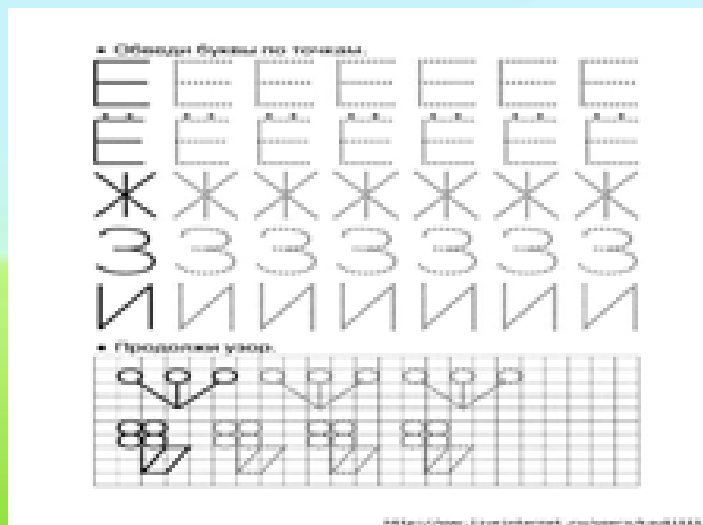 • Обведи буквы по точкам.
Е Е Е Е Е Е Е
Ё Ё Ё Ё Ё Ё Ё
Ж Ж Ж Ж Ж Ж Ж
З З З З З З З
И И И И И И И
• Продолжи узор.